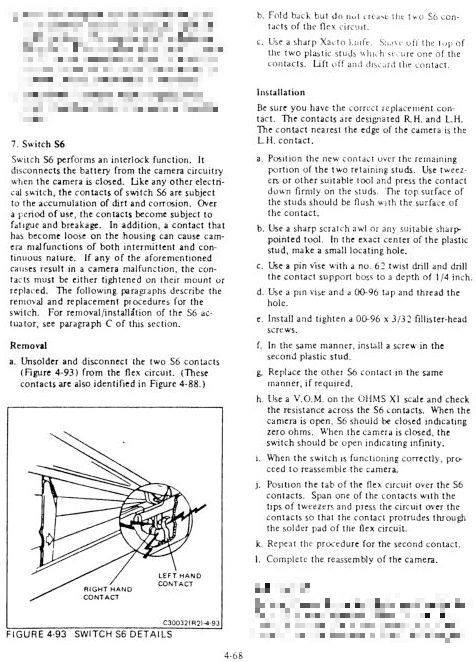 7. Switch S6
Switch S6 performs an interlock function. It
disconnects the battery from the camera circuitry
when the camera is closed. Like any other electri-
cal switch, the contacts of switch S6 are subject
to the accumulation of dirt and corrosion. Over
a period of use, the contacts become subject to
fatigue and breakage. In addition, a contact that
has become loose on the housing can cause cam-
era malfunctions of both intermittent and con-
tinuous nature. If any of the aforementioned
causes result in a camera malfunction, the con-
tacts must be either tightened on their mount or
replaced. The following paragraphs describe the
removal and replacement procedures for the
switch. For removal/installation of the S6 ac-
tuator, see paragraph C of this section.
Removal
a. Unsolder and disconnect the two S6 contacts
(Figure 4-93) from the flex circuit. (These
contacts are also identified in Figure 4-88.)
LEFT HAND
CONTACT
RIGHT HAND
CONTACT
C30032(R2)-4-93
FIGURE 4-93 SWITCH S6 DETAILS
b. Fold back but do not crease the two S6 con-
tacts of the flex circuit.
c. Use a sharp Xacto knife. Shave off the top of
the two plastic studs which secure one of the
contacts. Lift off and discard the contact.
Installation
Be sure you have the correct replacement con-
tact. The contacts are designated R.H. and L.H.
The contact nearest the edge of the camera is the
L.H. contact.
a. Position the new contact over the remaining
portion of the two retaining studs. Use tweez-
ers or other suitable tool and press the contact
down firmly on the studs. The top surface of
the studs should be flush with the surface of
the contact.
b. Use a sharp scratch awl or any suitable sharp-
pointed tool. In the exact center of the plastic
stud, make a small locating hole.
c. Use a pin vise with a no. 62 twist drill and drill
the contact support boss to a depth of 1/4 inch.
d. Use a pin vise and a 00-96 tap and thread the
hole.
e. Install and tighten a 00-96 x 3/32 fillister-head
screws.
f. In the same manner, install a screw in the
second plastic stud.
g. Replace the other S6 contact in the same
manner, if required.
h. Use a V.O.M. on the OHMS X1 scale and check
the resistance across the S6 contacts. When the
camera is open, S6 should be closed indicating
zero ohms. When the camera is closed, the
switch should be open indicating infinity.
i. When the switch is functioning correctly, pro-
ceed to reassemble the camera.
j. Position the tab of the flex circuit over the S6
contacts. Span one of the contacts with the
tips of tweezers and press the circuit over the
contacts so that the contact protrudes through
the solder pad of the flex circuit.
k. Repeat the procedure for the second contact.
l. Complete the reassembly of the camera.
4-68